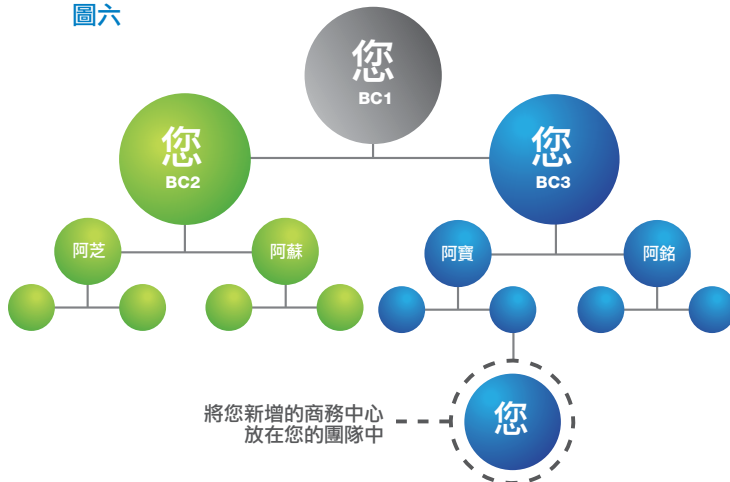 圖六
您
BC1
您
BC2
您
BC3
阿芝
阿蘇
阿寶
阿銘
將您新增的商務中心
放在您的團隊中
您